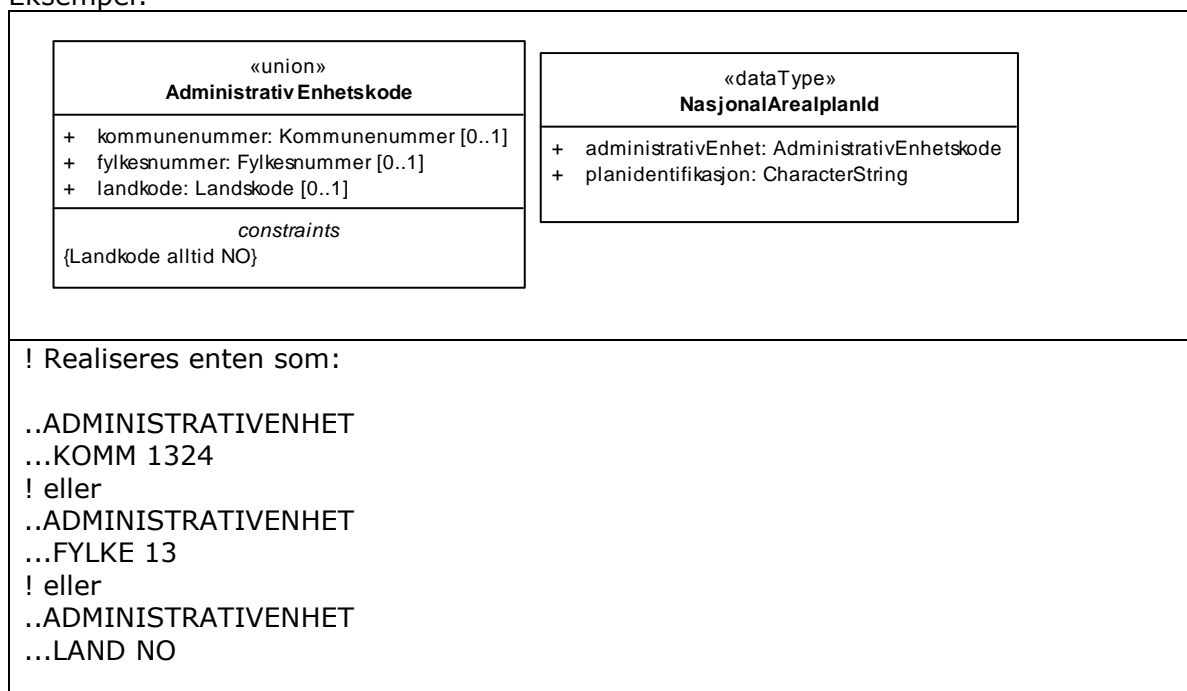 Eksempel:
«union»
AdministrativEnhetskode
+ kommunenummer: Kommunenummer [0..1]
+ fylkesnummer: Fylkesnummer [0..1]
+ landkode: Landskode [0..1]
constraints
{Landkode alltid NO}
«dataType»
NasjonalArealplanId
+ administrativEnhet: AdministrativEnhetskode
+ planidentifikasjon: CharacterString
! Realiseres enten som:
..ADMINISTRATIVENHET
...KOMM 1324
! eller
..ADMINISTRATIVENHET
...FYLKE 13
! eller
..ADMINISTRATIVENHET
...LAND NO